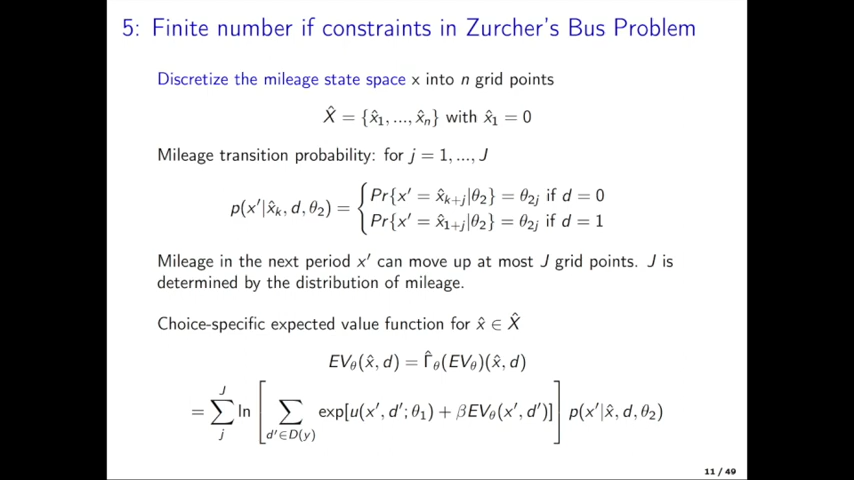 5: Finite number if constraints in Zurcher's Bus Problem
Discretize the mileage state space x into n grid points
X̂ = {x̂₁, ..., x̂ₙ} with x̂₁ = 0
Mileage transition probability: for j = 1, ..., J
p(x′|x̂ₖ, d, θ₂) = { Pr{x′ = x̂ₖ₊ⱼ|θ₂} = θ₂ⱼ if d = 0
Pr{x′ = x̂₁₊ⱼ|θ₂} = θ₂ⱼ if d = 1
Mileage in the next period x′ can move up at most J grid points. J is
determined by the distribution of mileage.
Choice-specific expected value function for x̂ ∈ X̂
EV_θ(x̂, d) = Γ̂_θ(EV_θ)(x̂, d)
= ∑_j^J ln [ ∑_{d′∈D(y)} exp[u(x′, d′; θ₁) + βEV_θ(x′, d′)] ] p(x′|x̂, d, θ₂)
11 / 49